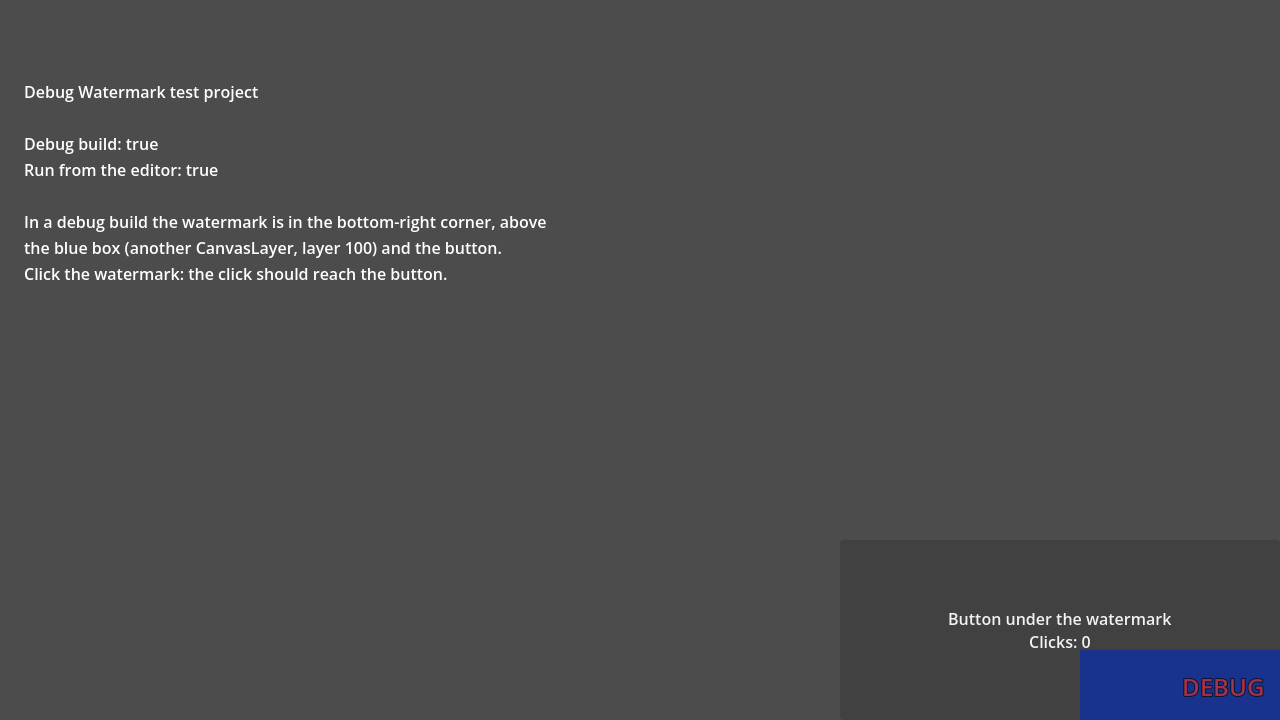 Debug Watermark test project
Debug build: true
Run from the editor: true
In a debug build the watermark is in the bottom-right corner, above
the blue box (another CanvasLayer, layer 100) and the button.
Click the watermark: the click should reach the button.
Button under the watermark
Clicks: 0
DEBUG